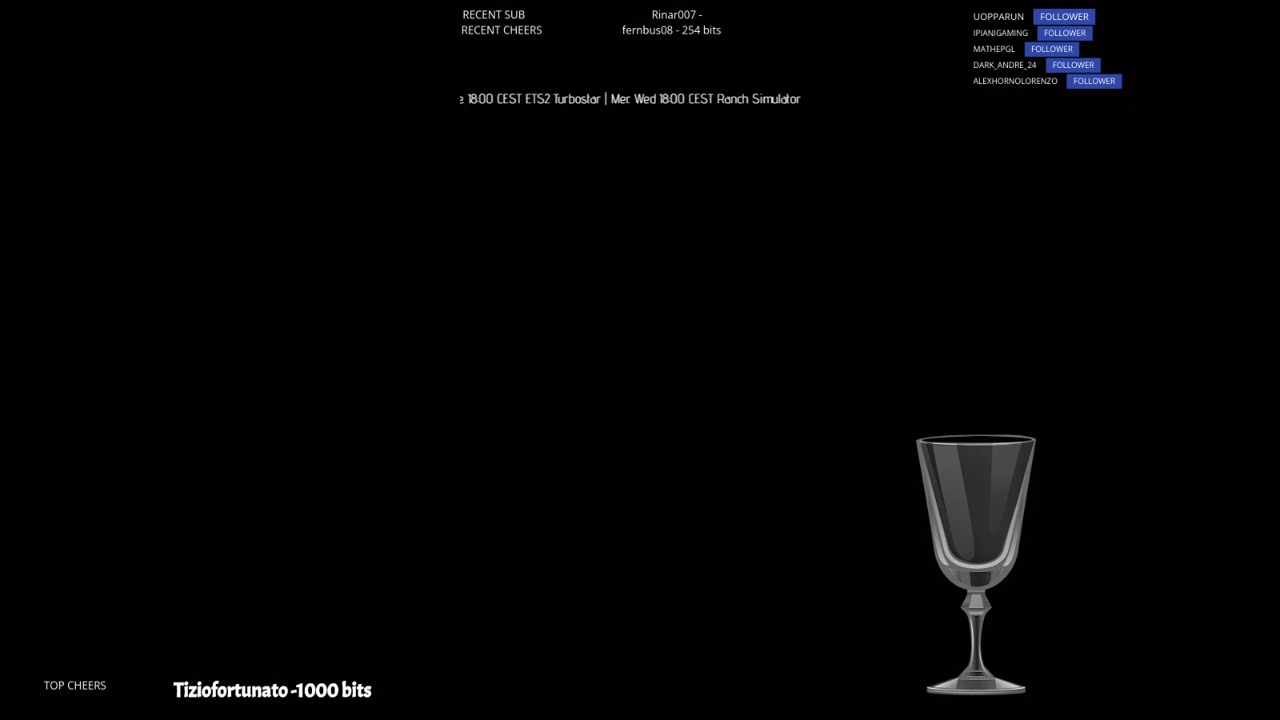 RECENT SUB
Rinar007 -
RECENT CHEERS
fernbus08 - 254 bits
UOPPARUN FOLLOWER
IPIANIGAMING FOLLOWER
MATHEPGL FOLLOWER
DARK_ANDRE_24 FOLLOWER
ALEXHORNOLORENZO FOLLOWER
18:00 CEST ETS2 Turbostar | Mer. Wed 18:00 CEST Ranch Simulator
TOP CHEERS
Tiziofortunato -1000 bits